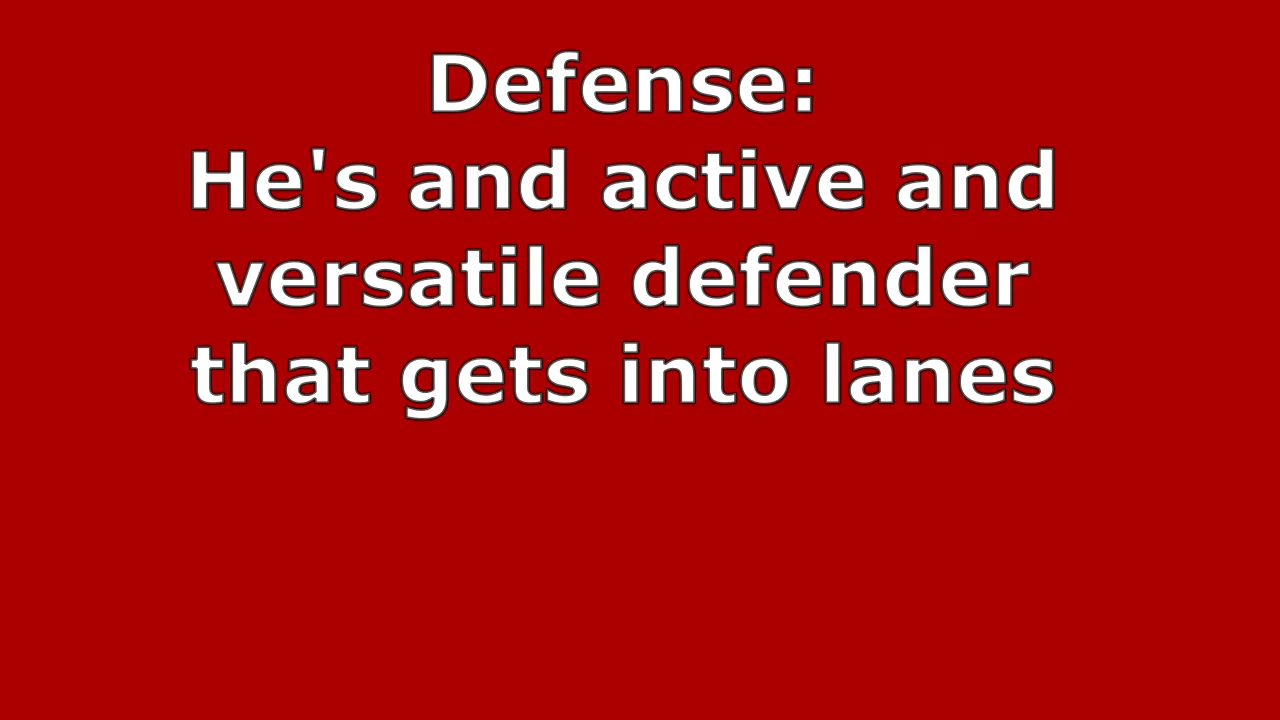 Defense:
He's and active and
versatile defender
that gets into lanes